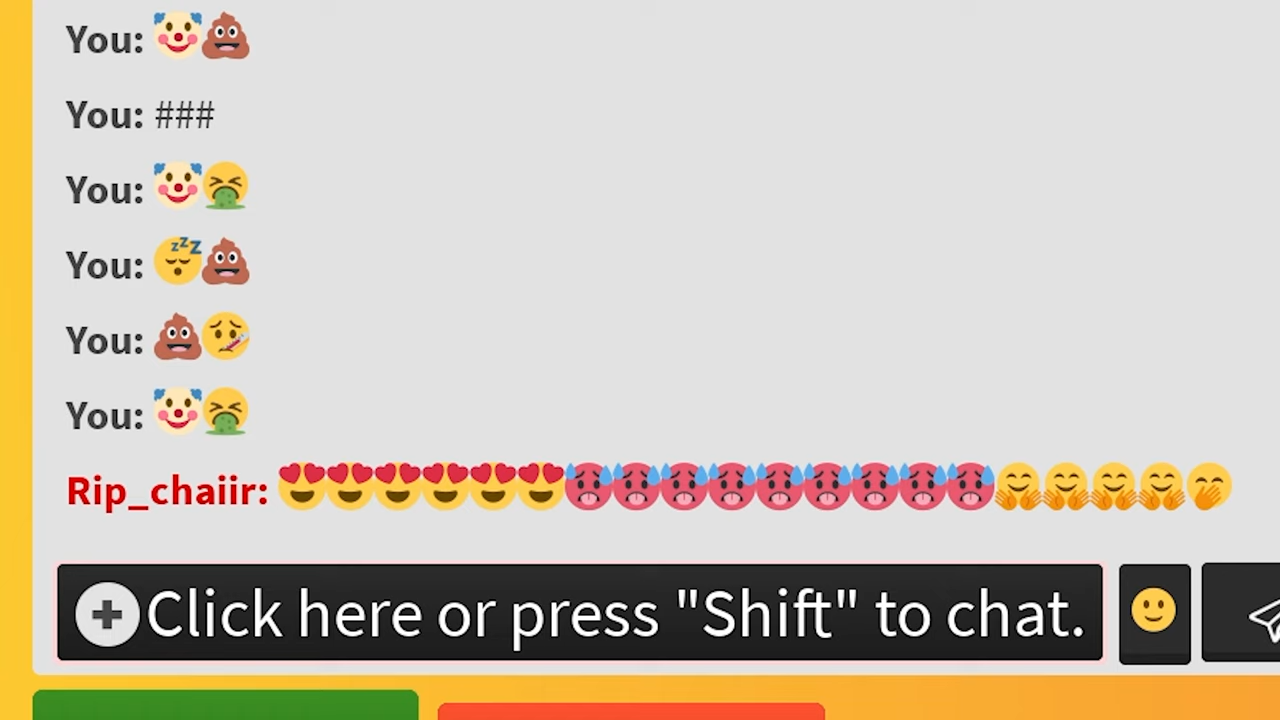 You: 🤡💩
You: ###
You: 🤡🤮
You: 😴💩
You: 💩🤒
You: 🤡🤮
Rip_chaiir: 😍😍😍😍😍😍🥵🥵🥵🥵🥵🥵🥵🥵🥵🤗🤗🤗🤗🤭
Click here or press "Shift" to chat.